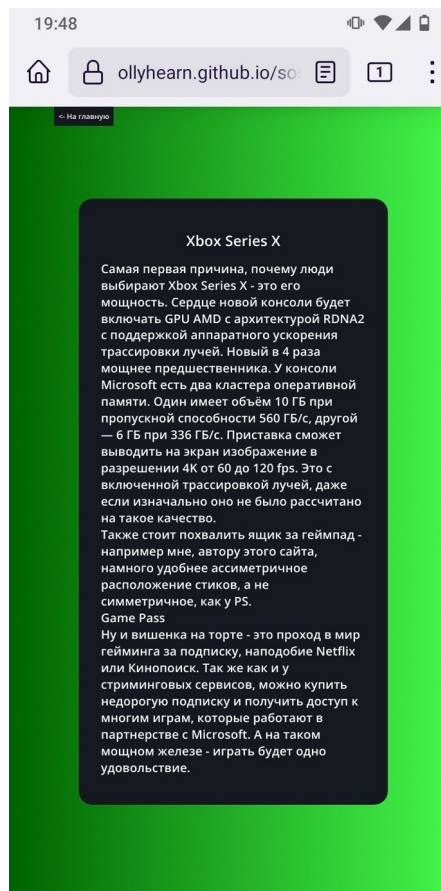 19:48
ollyhearn.github.io/so
1
<- На главную
Xbox Series X
Самая первая причина, почему люди
выбирают Xbox Series X - это его
мощность. Сердце новой консоли будет
включать GPU AMD с архитектурой RDNA2
с поддержкой аппаратного ускорения
трассировки лучей. Новый в 4 раза
мощнее предшественника. У консоли
Microsoft есть два кластера оперативной
памяти. Один имеет объём 10 ГБ при
пропускной способности 560 ГБ/с, другой
— 6 ГБ при 336 ГБ/с. Приставка сможет
выводить на экран изображение в
разрешении 4K от 60 до 120 fps. Это с
включенной трассировкой лучей, даже
если изначально оно не было рассчитано
на такое качество.
Также стоит похвалить ящик за геймпад -
например мне, автору этого сайта,
намного удобнее ассиметричное
расположение стиков, а не
симметричное, как у PS.
Game Pass
Ну и вишенка на торте - это проход в мир
гейминга за подписку, наподобие Netflix
или Кинопоиск. Так же как и у
стриминговых сервисов, можно купить
недорогую подписку и получить доступ к
многим играм, которые работают в
партнерстве с Microsoft. А на таком
мощном железе - играть будет одно
удовольствие.